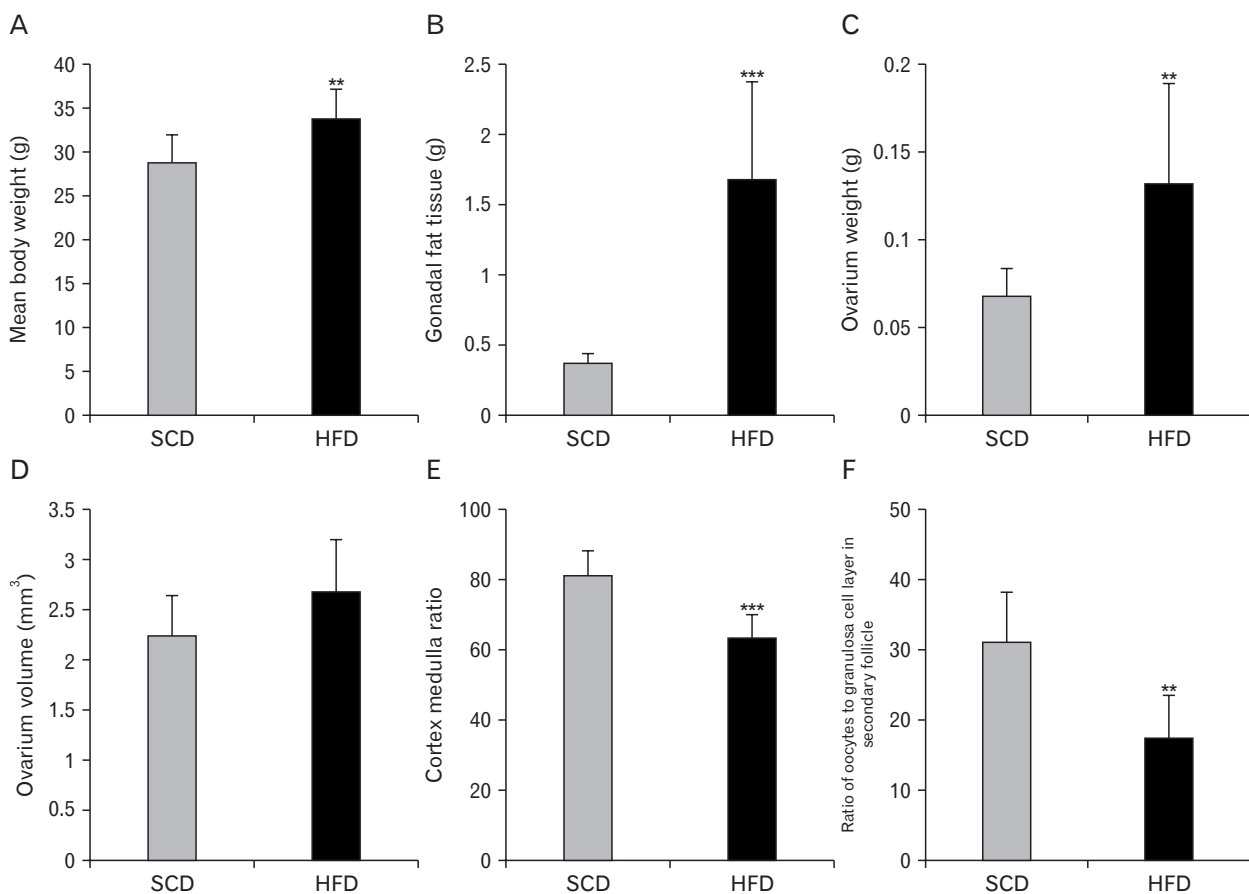 A
Mean body weight (g)
40
35
30
25
20
15
10
5
0
**
SCD
HFD
B
Gonadal fat tissue (g)
2.5
2
1.5
1
0.5
0
***
SCD
HFD
C
Ovarium weight (g)
0.2
0.15
0.1
0.05
0
**
SCD
HFD
D
Ovarium volume (mm³)
3.5
3
2.5
2
1.5
1
0.5
0
SCD
HFD
E
Cortex medulla ratio
100
80
60
40
20
0
***
SCD
HFD
F
Ratio of oocytes to granulosa cell layer in
secondary follicle
50
40
30
20
10
0
**
SCD
HFD